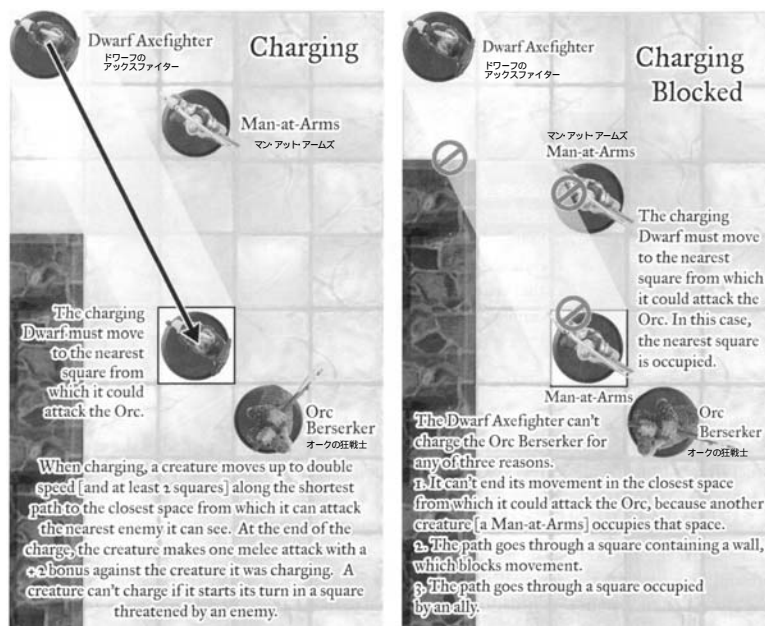 Dwarf Axefighter
ドワーフの
アックスファイター
Charging
Man-at-Arms
マン・アット アームズ
The charging
Dwarf must move
to the nearest
square from
which it could
attack the Orc.
Orc
Berserker
オークの狂戦士
When charging, a creature moves up to double
speed [and at least 2 squares] along the shortest
path to the closest space from which it can attack
the nearest enemy it can see. At the end of the
charge, the creature makes one melee attack with a
+2 bonus against the creature it was charging. A
creature can't charge if it starts its turn in a square
threatened by an enemy.
Dwarf Axefighter
ドワーフの
アックスファイター
Charging
Blocked
マン・アット アームズ
Man-at-Arms
The charging
Dwarf must move
to the nearest
square from which
it could attack the
Orc. In this case,
the nearest square
is occupied.
Man-at-Arms
Orc
Berserker
オークの狂戦士
The Dwarf Axefighter can't
charge the Orc Berserker for
any of three reasons.
1. It can't end its movement in the closest space
from which it could attack the Orc, because another
creature [a Man-at-Arms] occupies that space.
2. The path goes through a square containing a wall,
which blocks movement.
3. The path goes through a square occupied
by an ally.